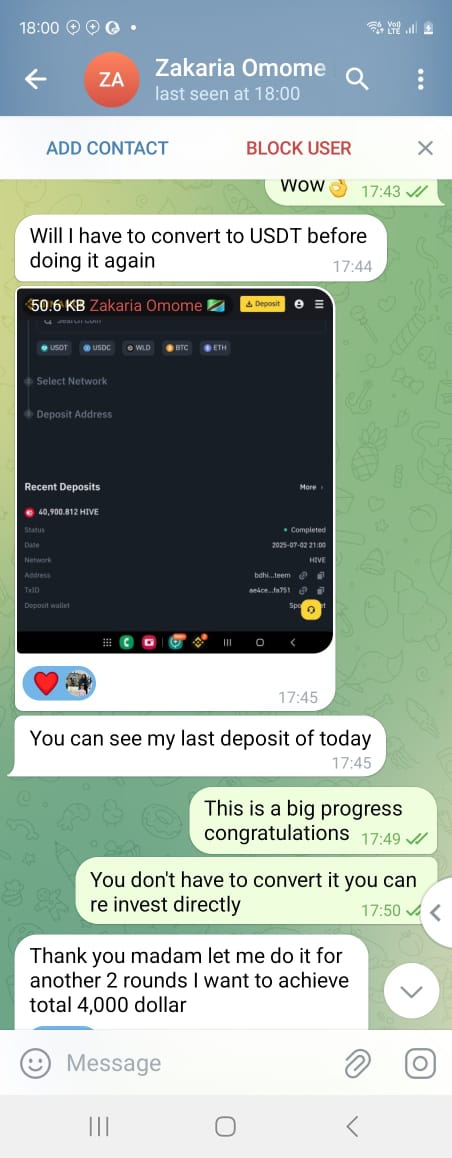 18:00
VoD
LTE
ZA
Zakaria Omome
last seen at 18:00
ADD CONTACT
BLOCK USER
Wow👌 17:43
Will I have to convert to USDT before
doing it again
17:44
50.6 KB Zakaria Omome 🇹🇿
Deposit
Search Coin
USDT
USDC
WLD
BTC
ETH
Select Network
Deposit Address
Recent Deposits
More
40,900.812 HIVE
Status
Completed
Date
2025-07-02 21:00
Network
HIVE
Address
bdhi...teem
TxID
ae4ce...fa751
Deposit wallet
❤️
17:45
You can see my last deposit of today
17:45
This is a big progress
congratulations 17:49
You don't have to convert it you can
re invest directly
17:50
Thank you madam let me do it for
another 2 rounds I want to achieve
total 4,000 dollar
Message